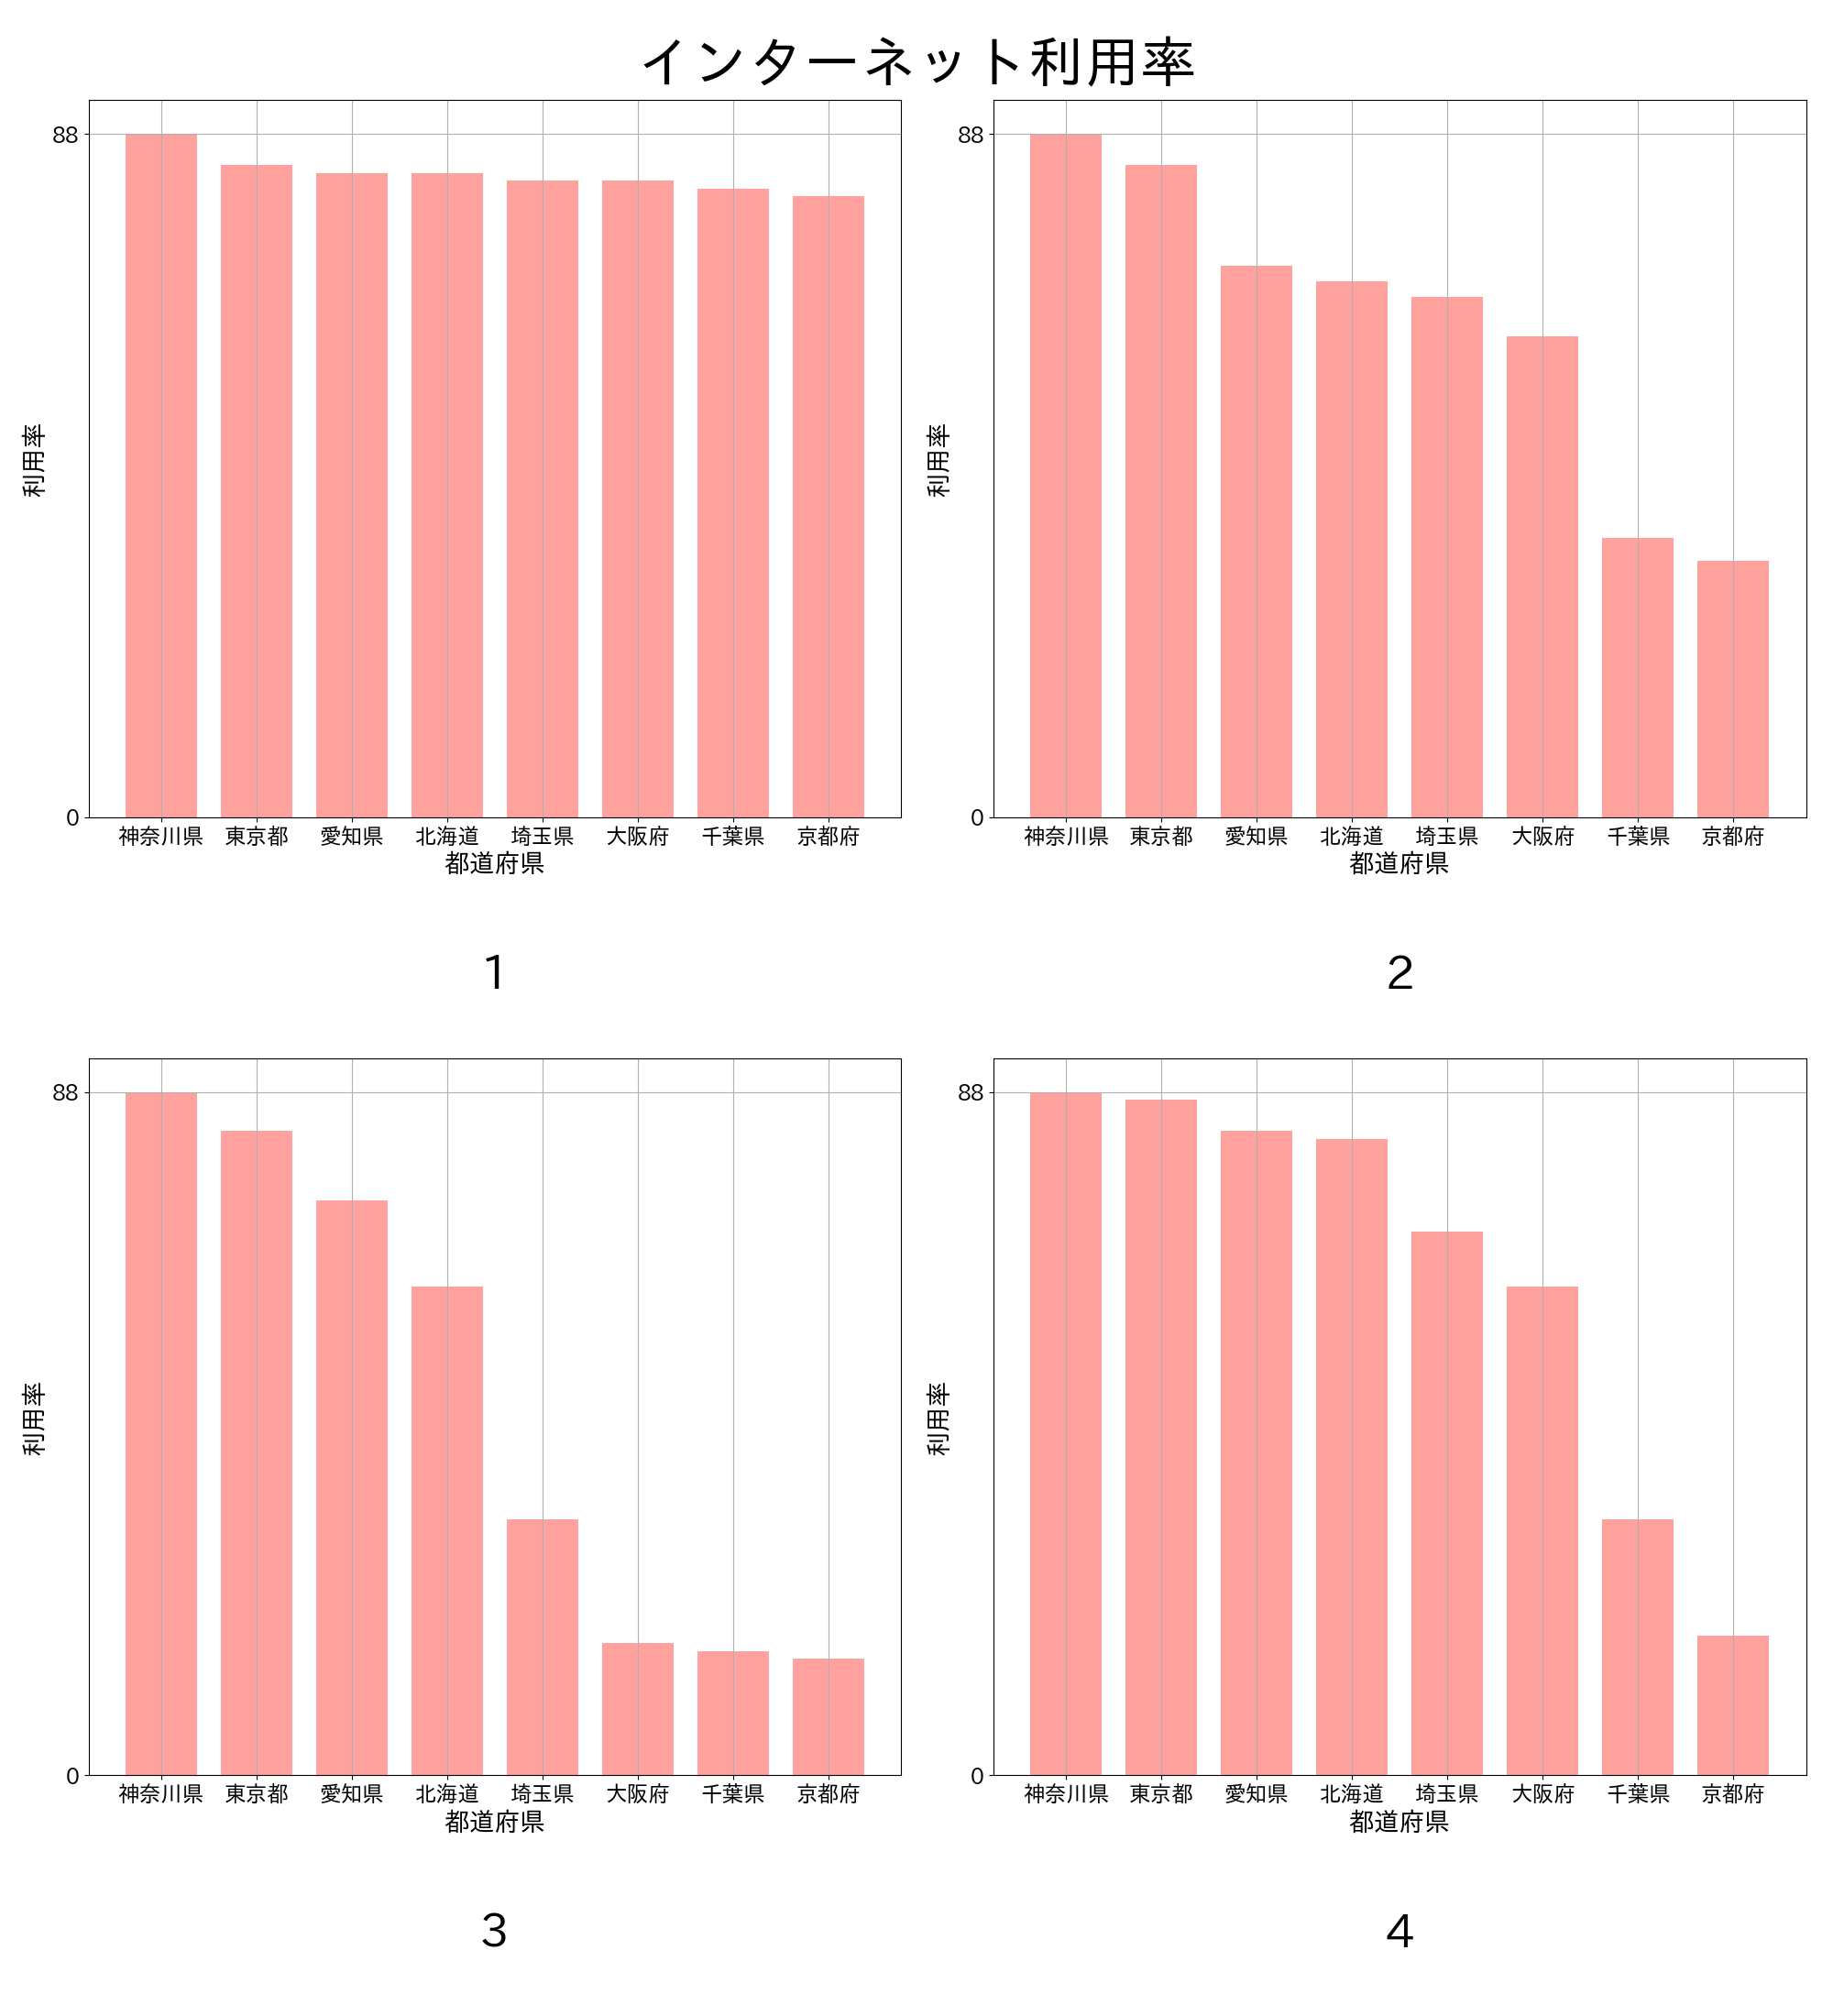 インターネット利用率
88
0
利用率
神奈川県 東京都 愛知県 北海道 埼玉県 大阪府 千葉県 京都府
都道府県
1
88
0
利用率
神奈川県 東京都 愛知県 北海道 埼玉県 大阪府 千葉県 京都府
都道府県
2
88
0
利用率
神奈川県 東京都 愛知県 北海道 埼玉県 大阪府 千葉県 京都府
都道府県
3
88
0
利用率
神奈川県 東京都 愛知県 北海道 埼玉県 大阪府 千葉県 京都府
都道府県
4